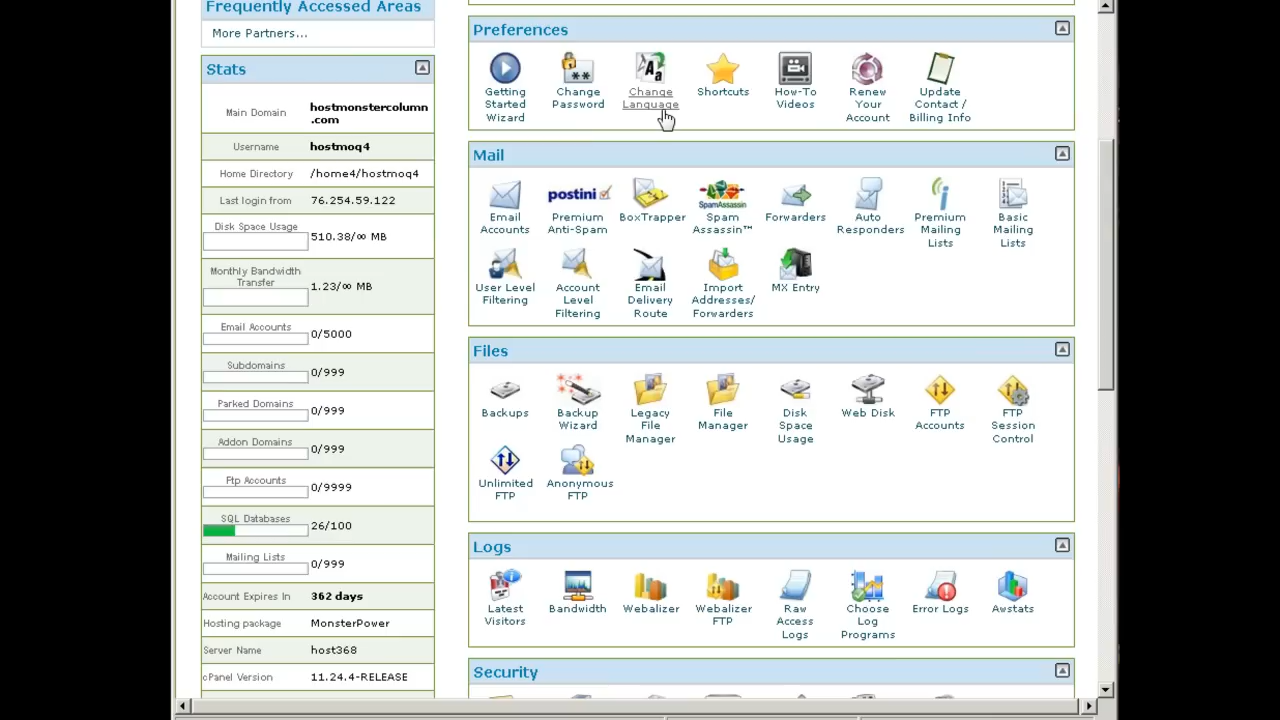 Frequently Accessed Areas
More Partners...
Stats
Main Domain
hostmonstercolumn
.com
Username
hostmoq4
Home Directory
/home4/hostmoq4
Last login from
76.254.59.122
Disk Space Usage
510.38/∞ MB
Monthly Bandwidth
Transfer
1.23/∞ MB
Email Accounts
0/5000
Subdomains
0/999
Parked Domains
0/999
Addon Domains
0/999
Ftp Accounts
0/9999
SQL Databases
26/100
Mailing Lists
0/999
Account Expires In
362 days
Hosting package
MonsterPower
Server Name
host368
cPanel Version
11.24.4-RELEASE
Preferences
Getting
Started
Wizard
Change
Password
Change
Language
Shortcuts
How-To
Videos
Renew
Your
Account
Update
Contact /
Billing Info
Mail
Email
Accounts
postini
Premium
Anti-Spam
BoxTrapper
SpamAssassin
Spam
Assassin™
Forwarders
Auto
Responders
Premium
Mailing
Lists
Basic
Mailing
Lists
User Level
Filtering
Account
Level
Filtering
Email
Delivery
Route
Import
Addresses/
Forwarders
MX Entry
Files
Backups
Backup
Wizard
Legacy
File
Manager
File
Manager
Disk
Space
Usage
Web Disk
FTP
Accounts
FTP
Session
Control
Unlimited
FTP
Anonymous
FTP
Logs
Latest
Visitors
Bandwidth
Webalizer
Webalizer
FTP
Raw
Access
Logs
Choose
Log
Programs
Error Logs
Awstats
Security